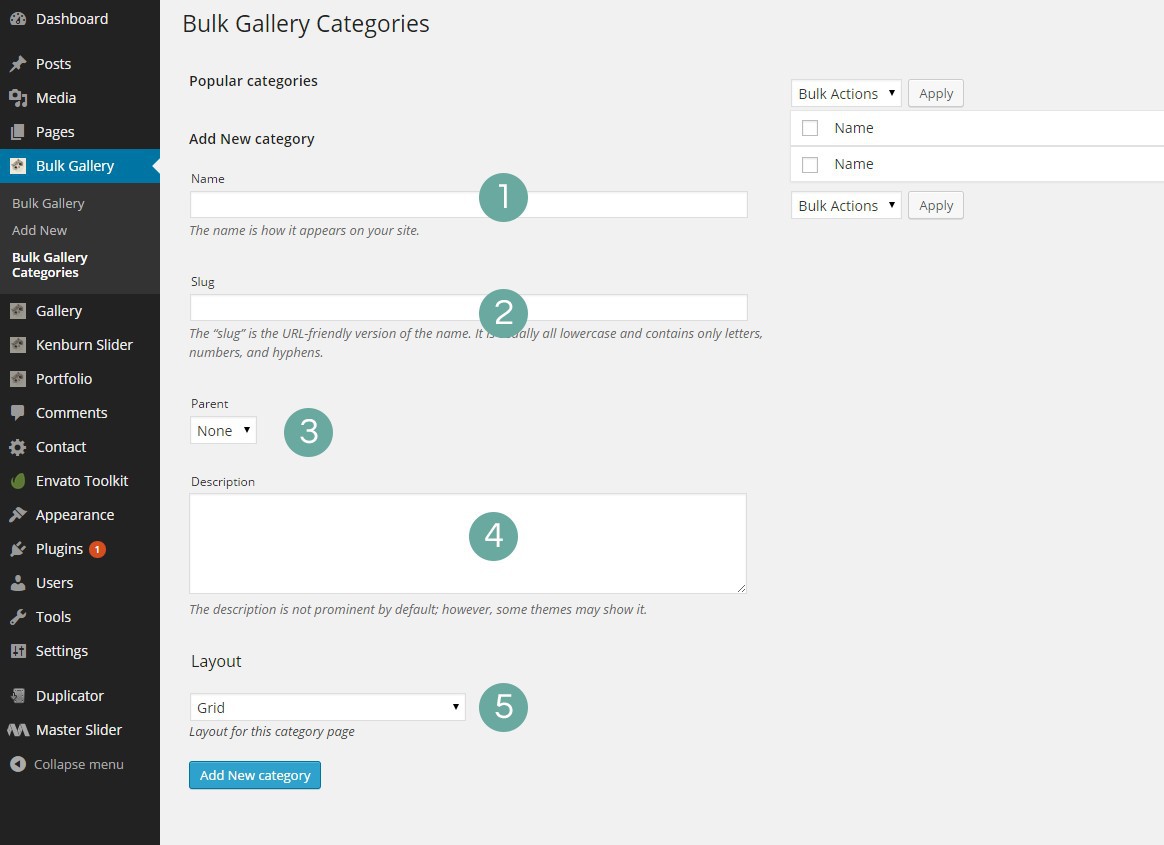 Dashboard
Posts
Media
Pages
Bulk Gallery
Bulk Gallery
Add New
Bulk Gallery
Categories
Gallery
Kenburn Slider
Portfolio
Comments
Contact
Envato Toolkit
Appearance
Plugins 1
Users
Tools
Settings
Duplicator
Master Slider
Collapse menu
Bulk Gallery Categories
Popular categories
Add New category
Name
1
The name is how it appears on your site.
Slug
2
The “slug” is the URL-friendly version of the name. It is usually all lowercase and contains only letters,
numbers, and hyphens.
Parent
None
3
Description
4
The description is not prominent by default; however, some themes may show it.
Layout
Grid
5
Layout for this category page
Add New category
Bulk Actions Apply
Name
Name
Bulk Actions Apply